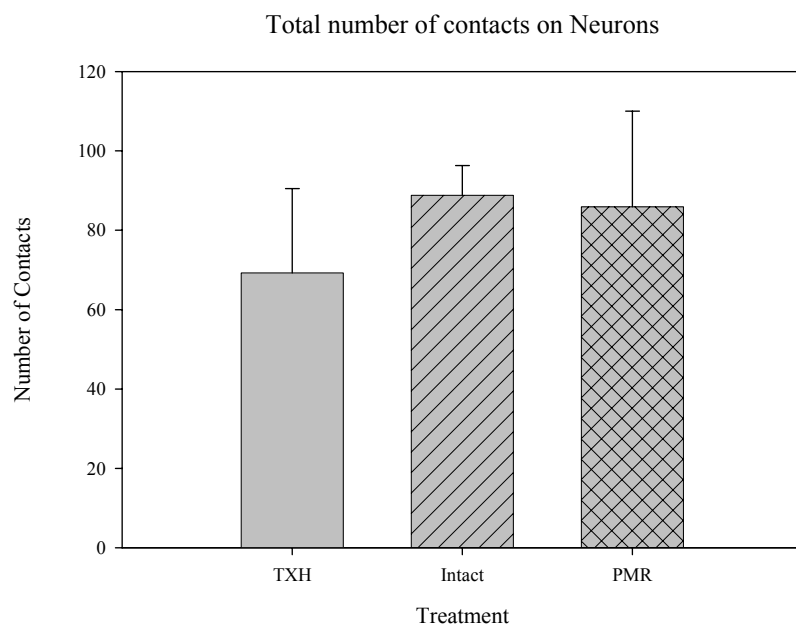 Total number of contacts on Neurons
120
100
80
60
40
20
0
Number of Contacts
TXH Intact PMR
Treatment